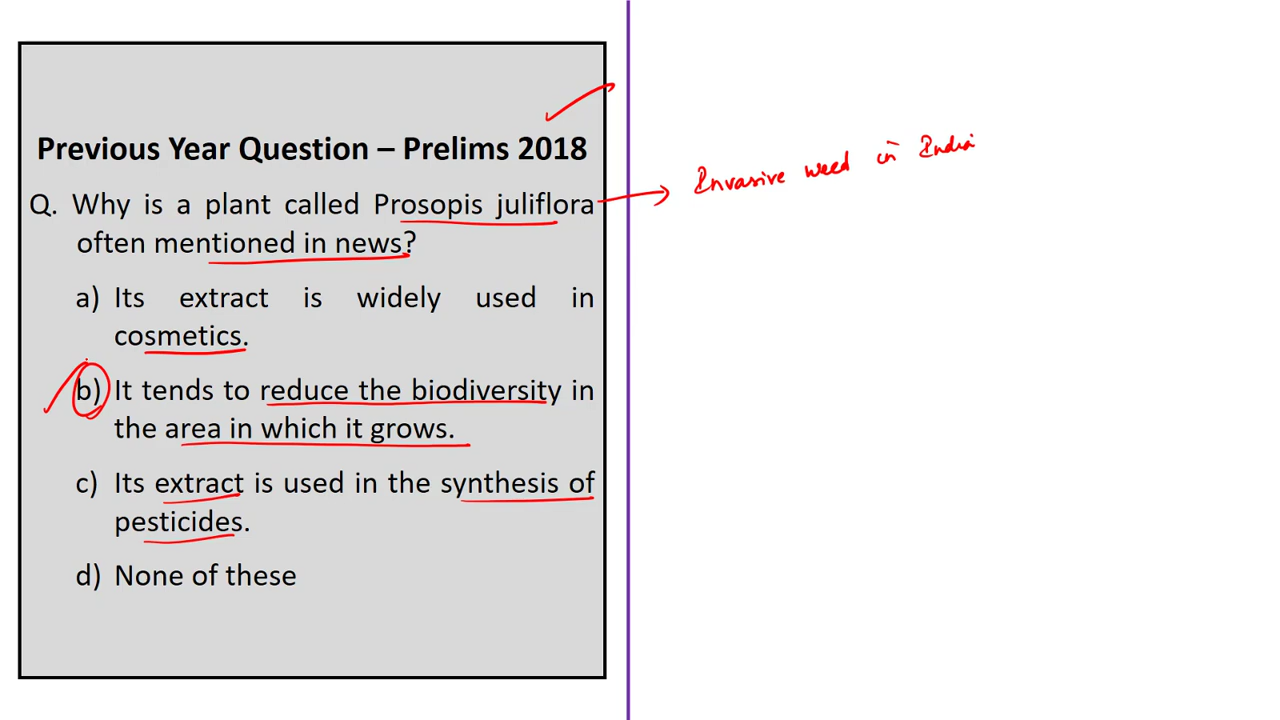 Previous Year Question – Prelims 2018
Q. Why is a plant called Prosopis juliflora
often mentioned in news?
a) Its extract is widely used in
cosmetics.
b) It tends to reduce the biodiversity in
the area in which it grows.
c) Its extract is used in the synthesis of
pesticides.
d) None of these
Invasive weed in India